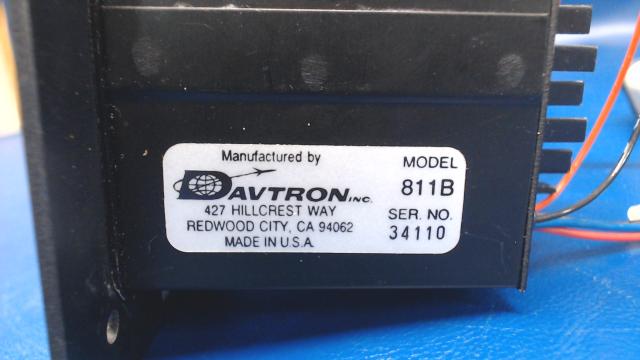 Manufactured by
DAVTRON INC.
427 HILLCREST WAY
REDWOOD CITY, CA 94062
MADE IN U.S.A.
MODEL
811B
SER. NO.
34110